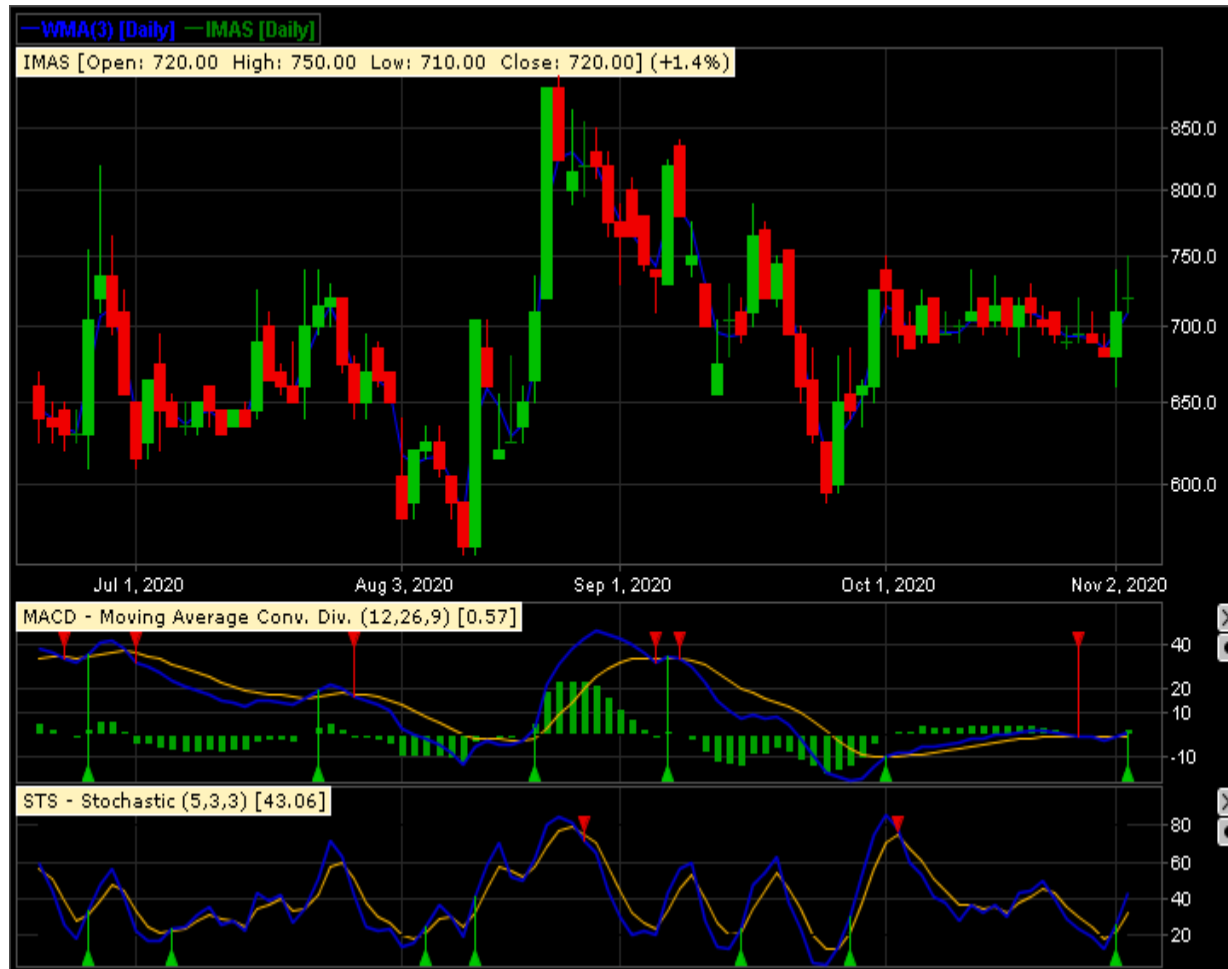 WMA(3) [Daily] IMAS [Daily]
IMAS [Open: 720.00 High: 750.00 Low: 710.00 Close: 720.00] (+1.4%)
850.0
800.0
750.0
700.0
650.0
600.0
Jul 1, 2020 Aug 3, 2020 Sep 1, 2020 Oct 1, 2020 Nov 2, 2020
MACD - Moving Average Conv. Div. (12,26,9) [0.57]
40
20
10
-10
STS - Stochastic (5,3,3) [43.06]
80
60
40
20